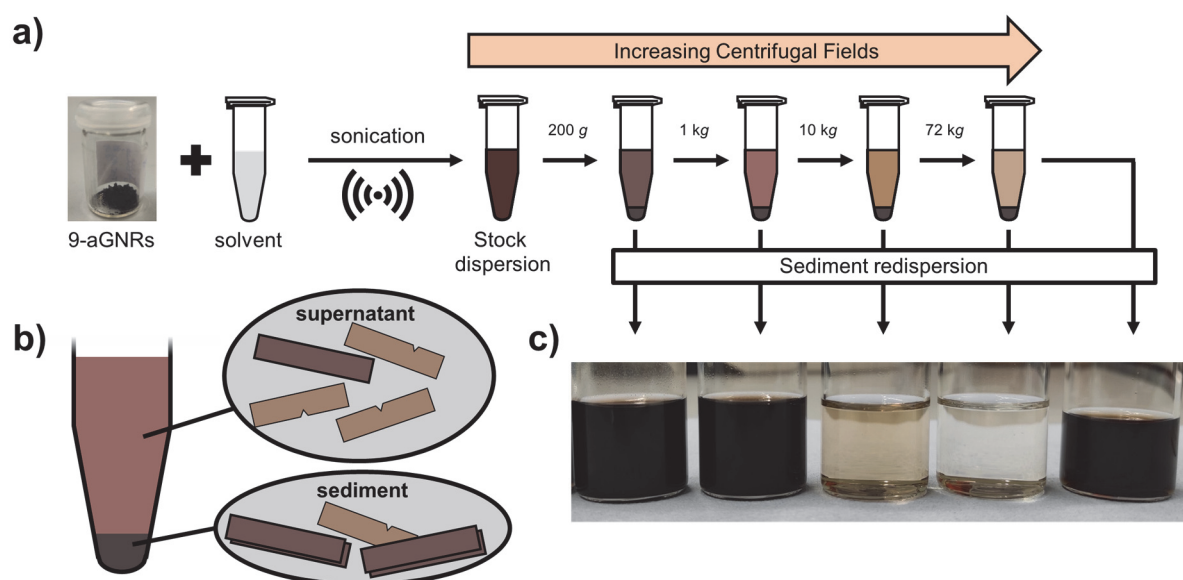 a)
Increasing Centrifugal Fields
sonication
200 g
1 kg
10 kg
72 kg
9-aGNRs
solvent
Stock
dispersion
Sediment redispersion
b)
supernatant
sediment
c)